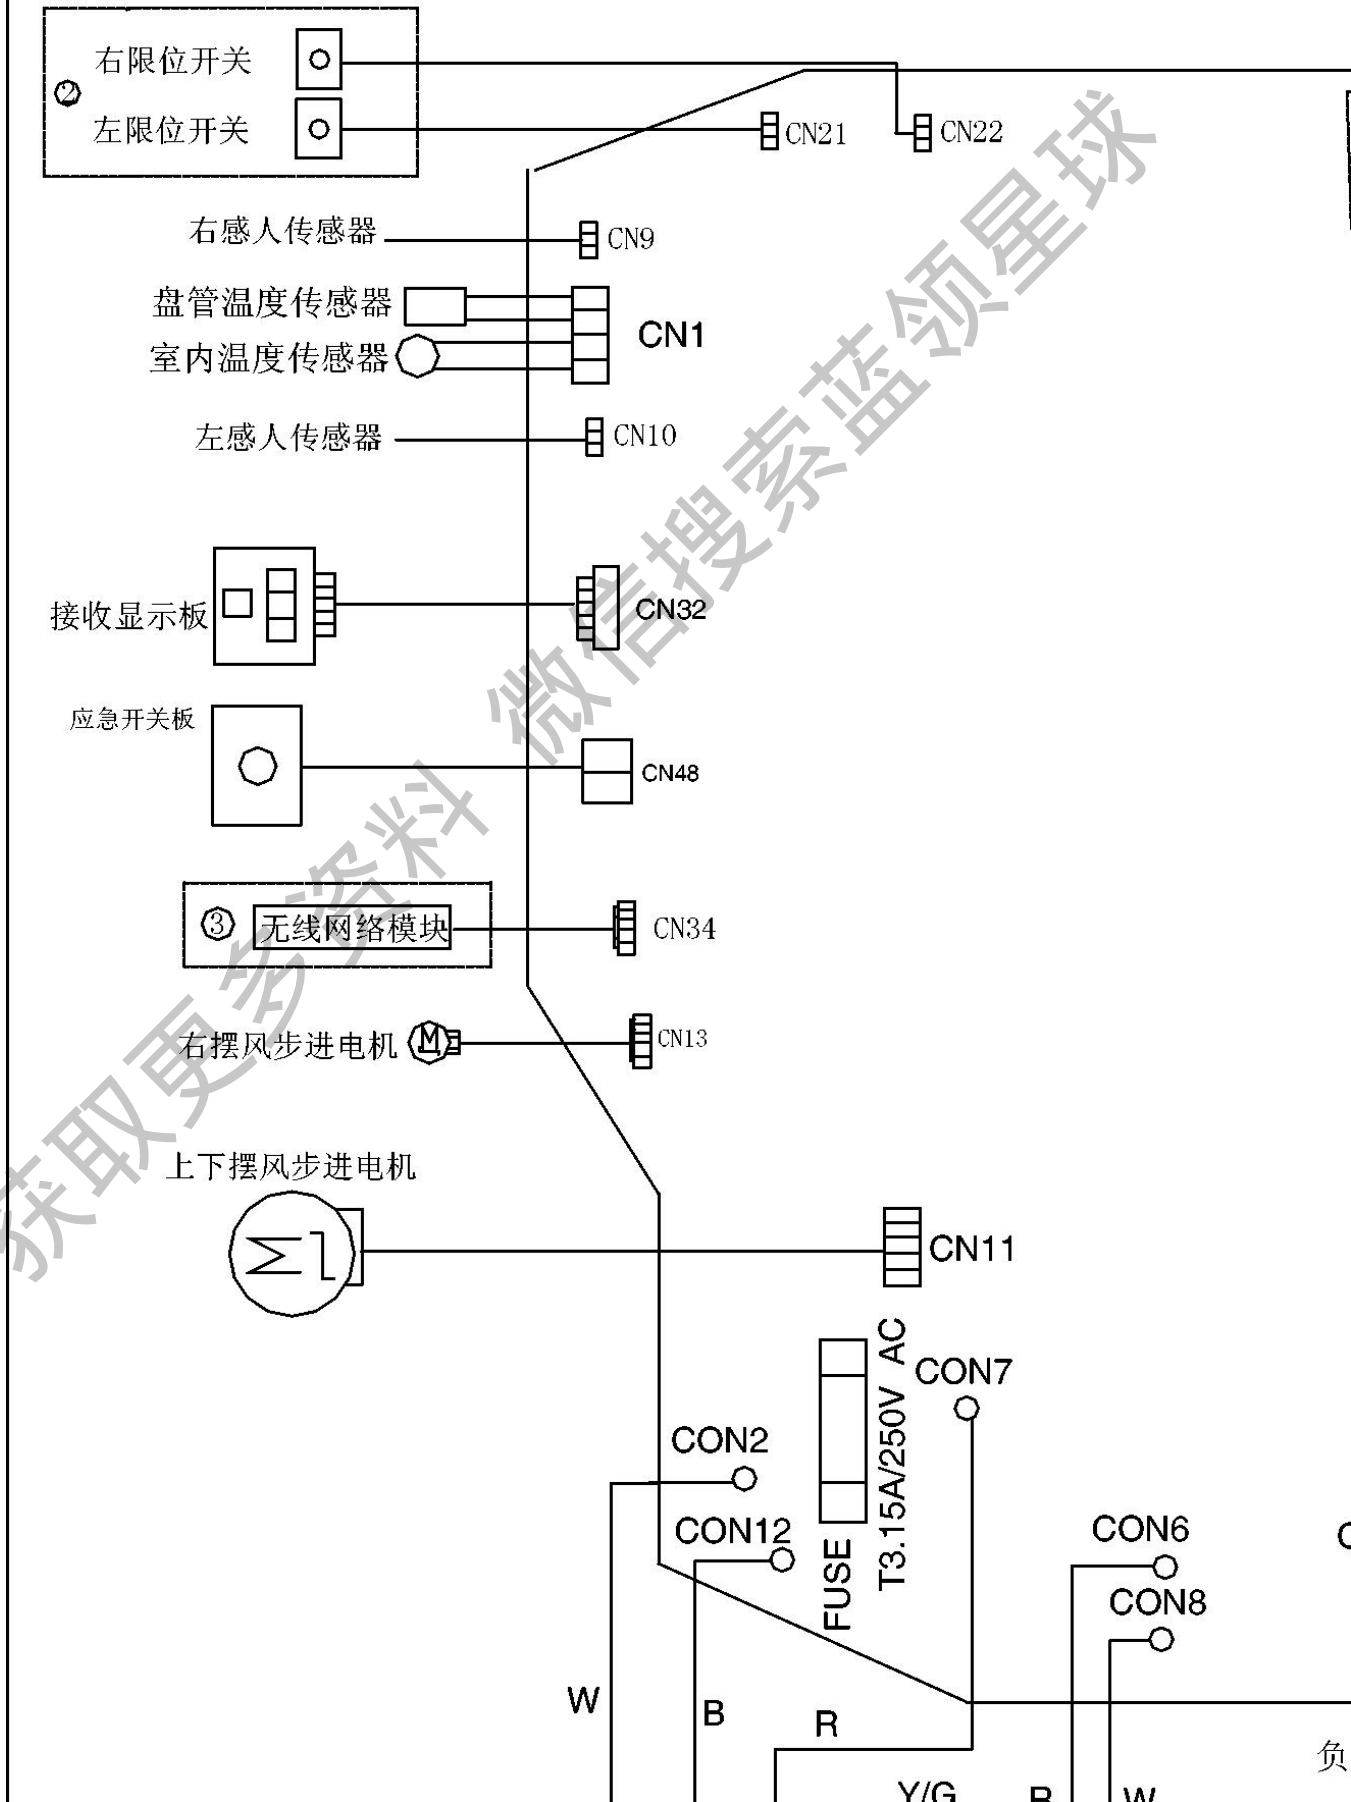 右限位开关
②
左限位开关
CN21
CN22
右感人传感器
CN9
盘管温度传感器
CN1
室内温度传感器
左感人传感器
CN10
接收显示板
CN32
应急开关板
CN48
③
无线网络模块
CN34
右摆风步进电机
M
CN13
上下摆风步进电机
M
CN11
CON7
T3.15A/250V AC
FUSE
CON2
CON12
CON6
CON8
W
B
R
负
Y/G
W
获取更多资料 微信搜索蓝领星球